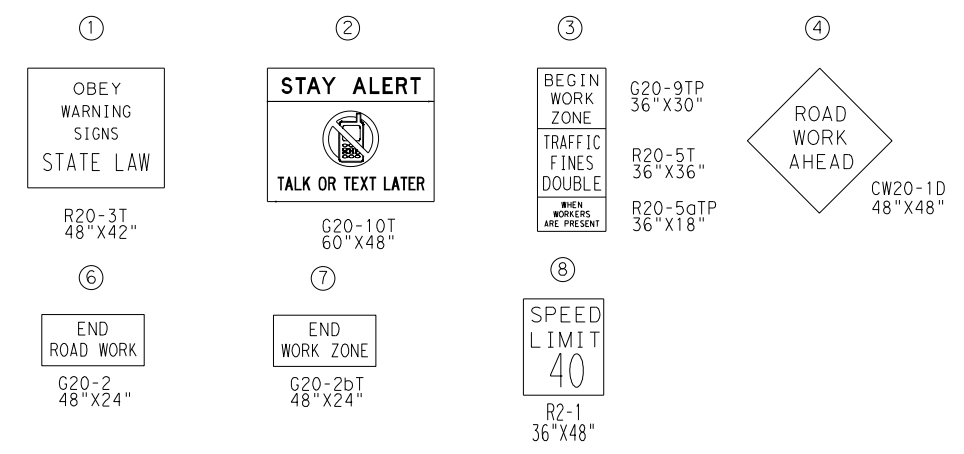 1
OBEY
WARNING
SIGNS
STATE LAW
R20-3T
48"X42"
2
STAY ALERT
TALK OR TEXT LATER
G20-10T
60"X48"
3
BEGIN
WORK
ZONE
G20-9TP
36"X30"
TRAFFIC
FINES
DOUBLE
R20-5T
36"X36"
WHEN
WORKERS
ARE PRESENT
R20-5aTP
36"X18"
4
ROAD
WORK
AHEAD
CW20-1D
48"X48"
6
END
ROAD WORK
G20-2
48"X24"
7
END
WORK ZONE
G20-2bT
48"X24"
8
SPEED
LIMIT
40
R2-1
36"X48"